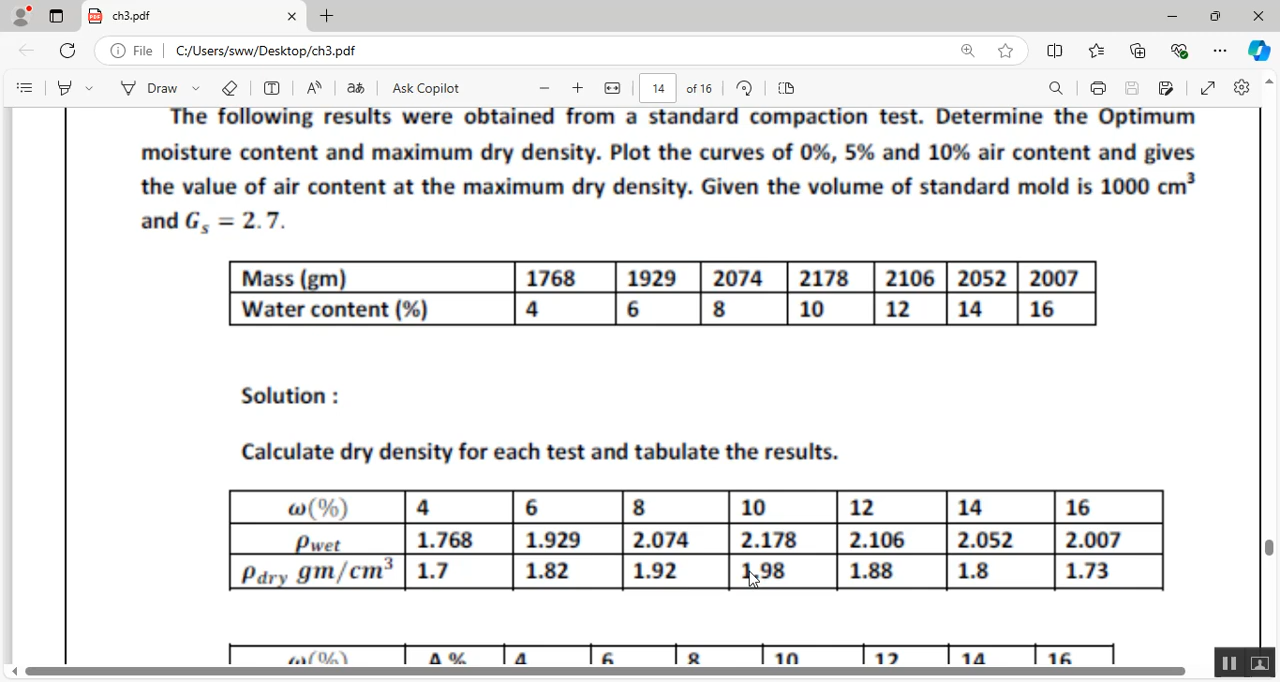 ch3.pdf
File C:/Users/sww/Desktop/ch3.pdf
Draw Ask Copilot 14 of 16
The following results were obtained from a standard compaction test. Determine the Optimum
moisture content and maximum dry density. Plot the curves of 0%, 5% and 10% air content and gives
the value of air content at the maximum dry density. Given the volume of standard mold is 1000 cm³
and Gₛ = 2.7.
Mass (gm) 1768 1929 2074 2178 2106 2052 2007
Water content (%) 4 6 8 10 12 14 16
Solution :
Calculate dry density for each test and tabulate the results.
ω(%) 4 6 8 10 12 14 16
ρwet 1.768 1.929 2.074 2.178 2.106 2.052 2.007
ρdry gm/cm³ 1.7 1.82 1.92 1.98 1.88 1.8 1.73
ω(%) A % 4 6 8 10 12 14 16